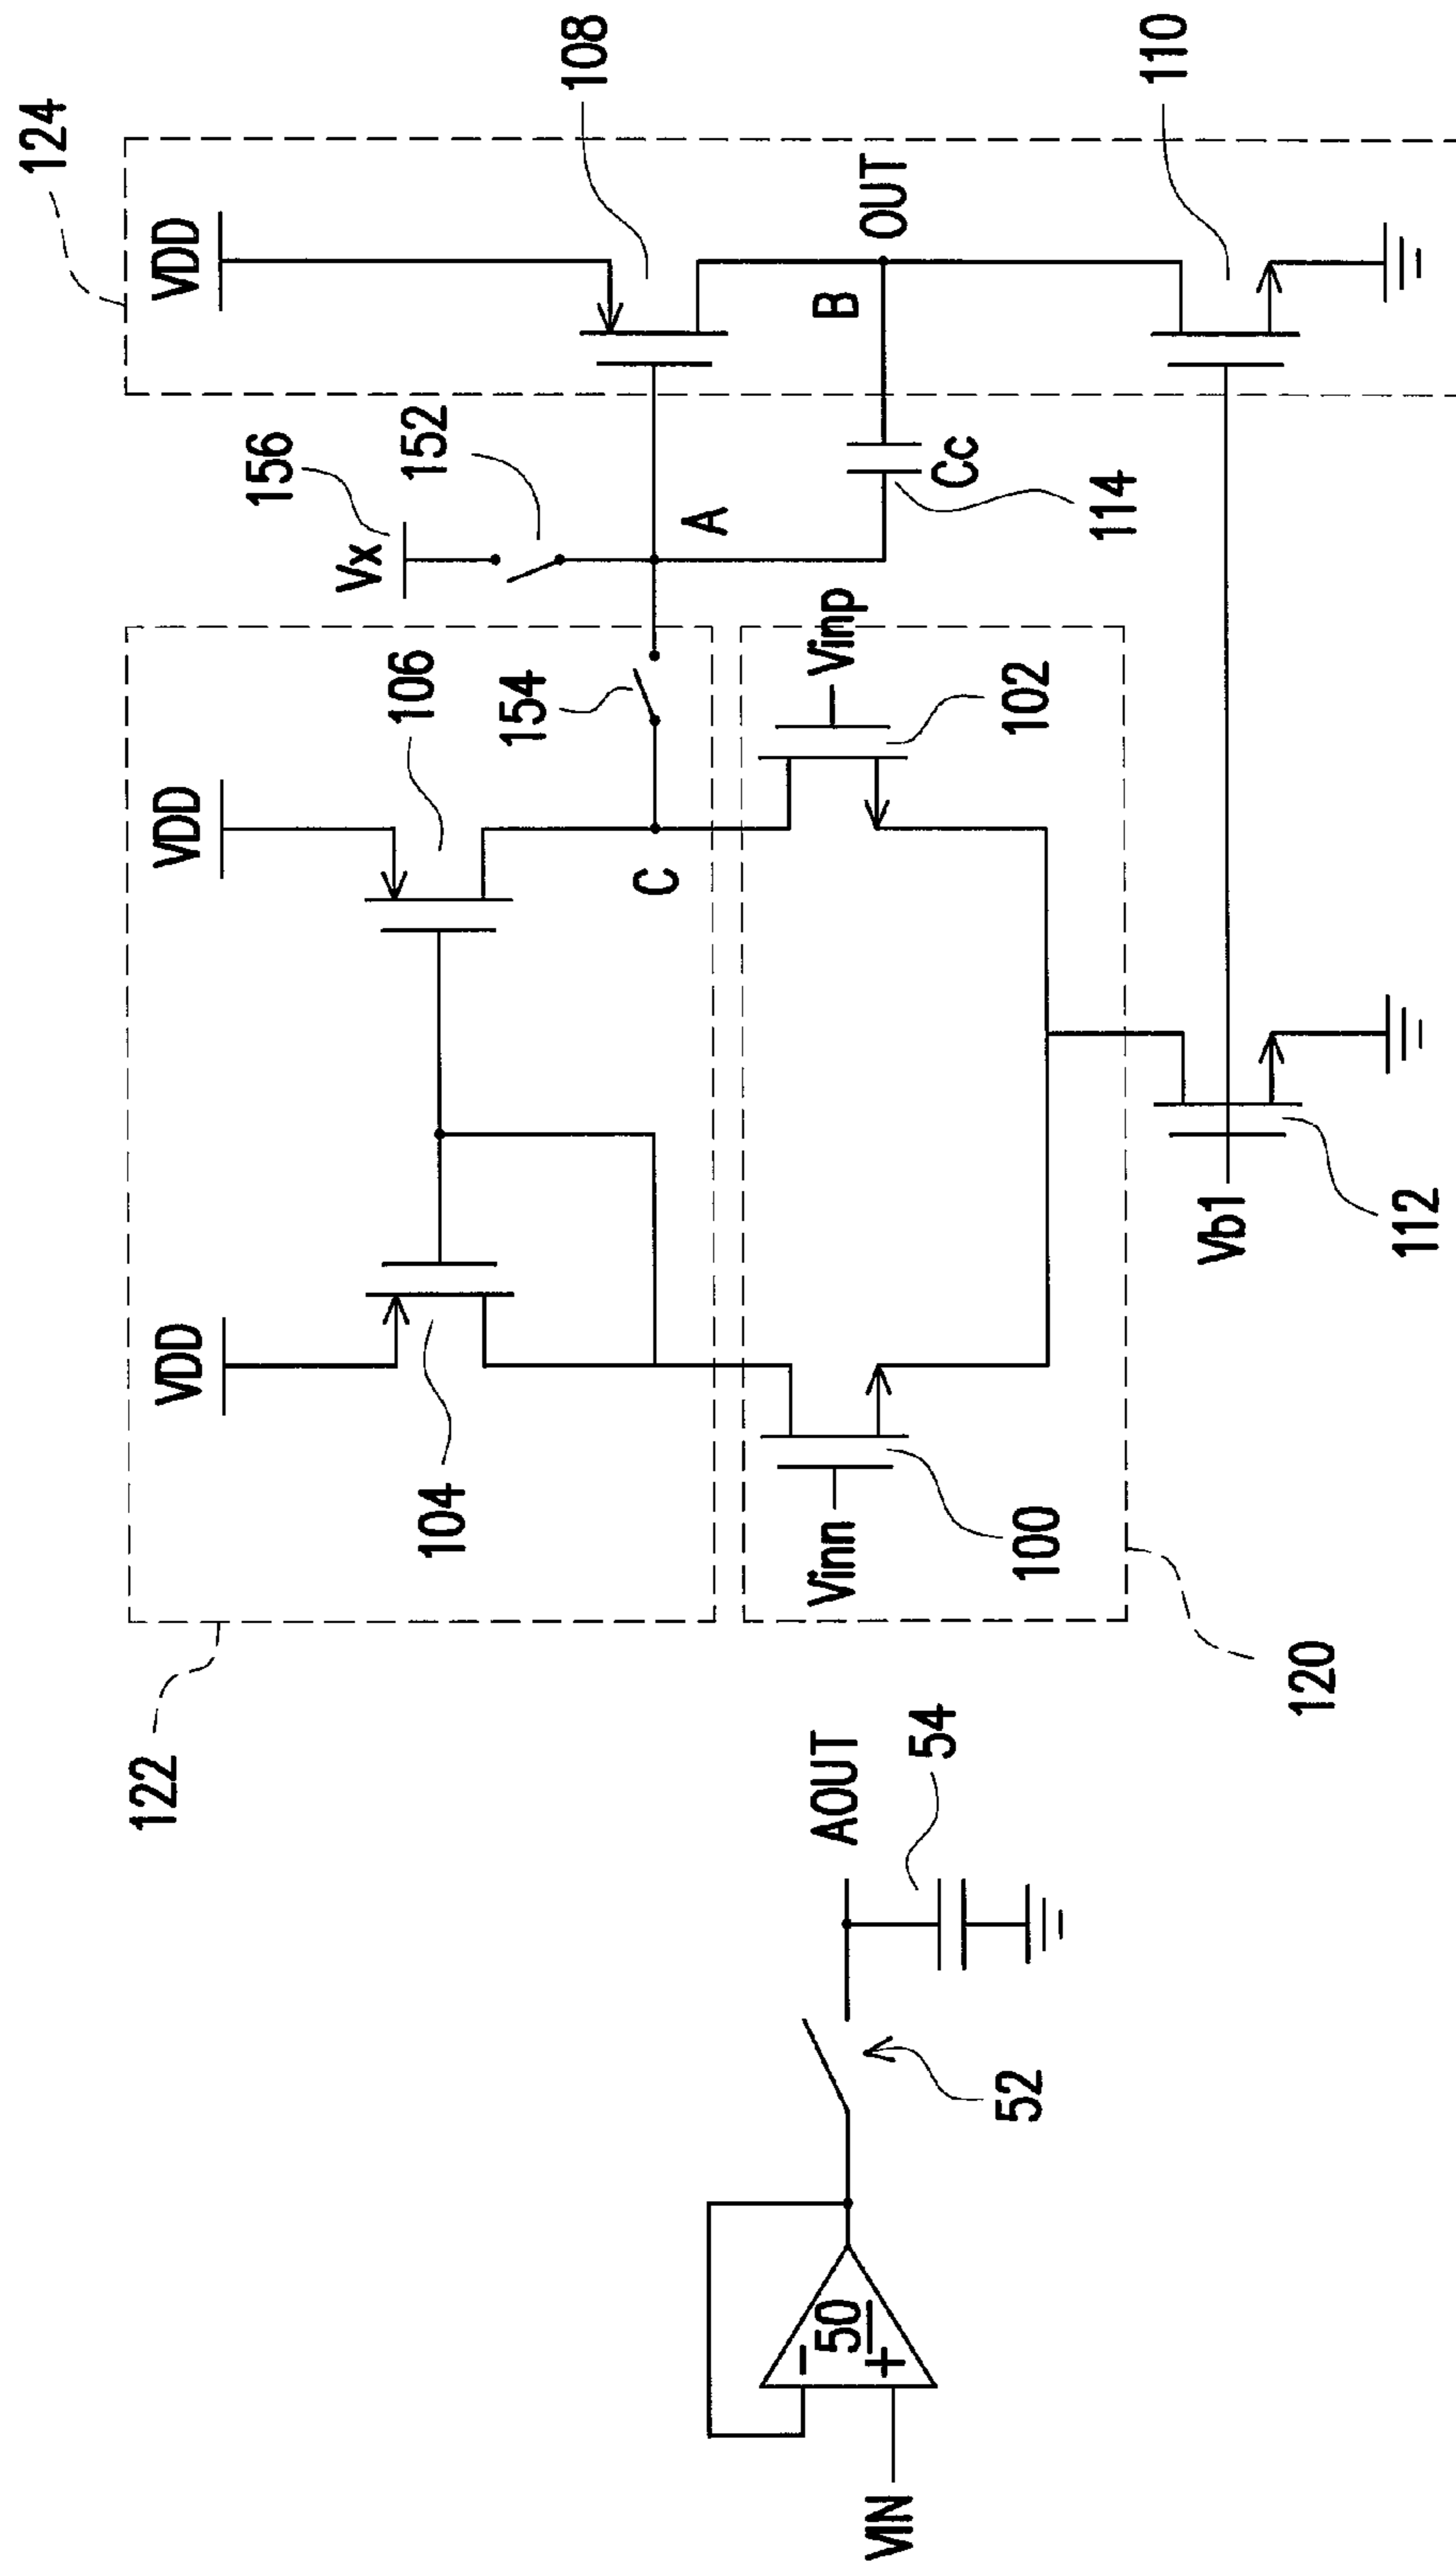 124
VDD
108
OUT
B
110
156
Vx
152
A
Cc
114
VDD
106
154
C
Vinp
102
VDD
104
Vinn
100
Vb1
112
122
120
AOUT
54
52
50
-
+
VIN